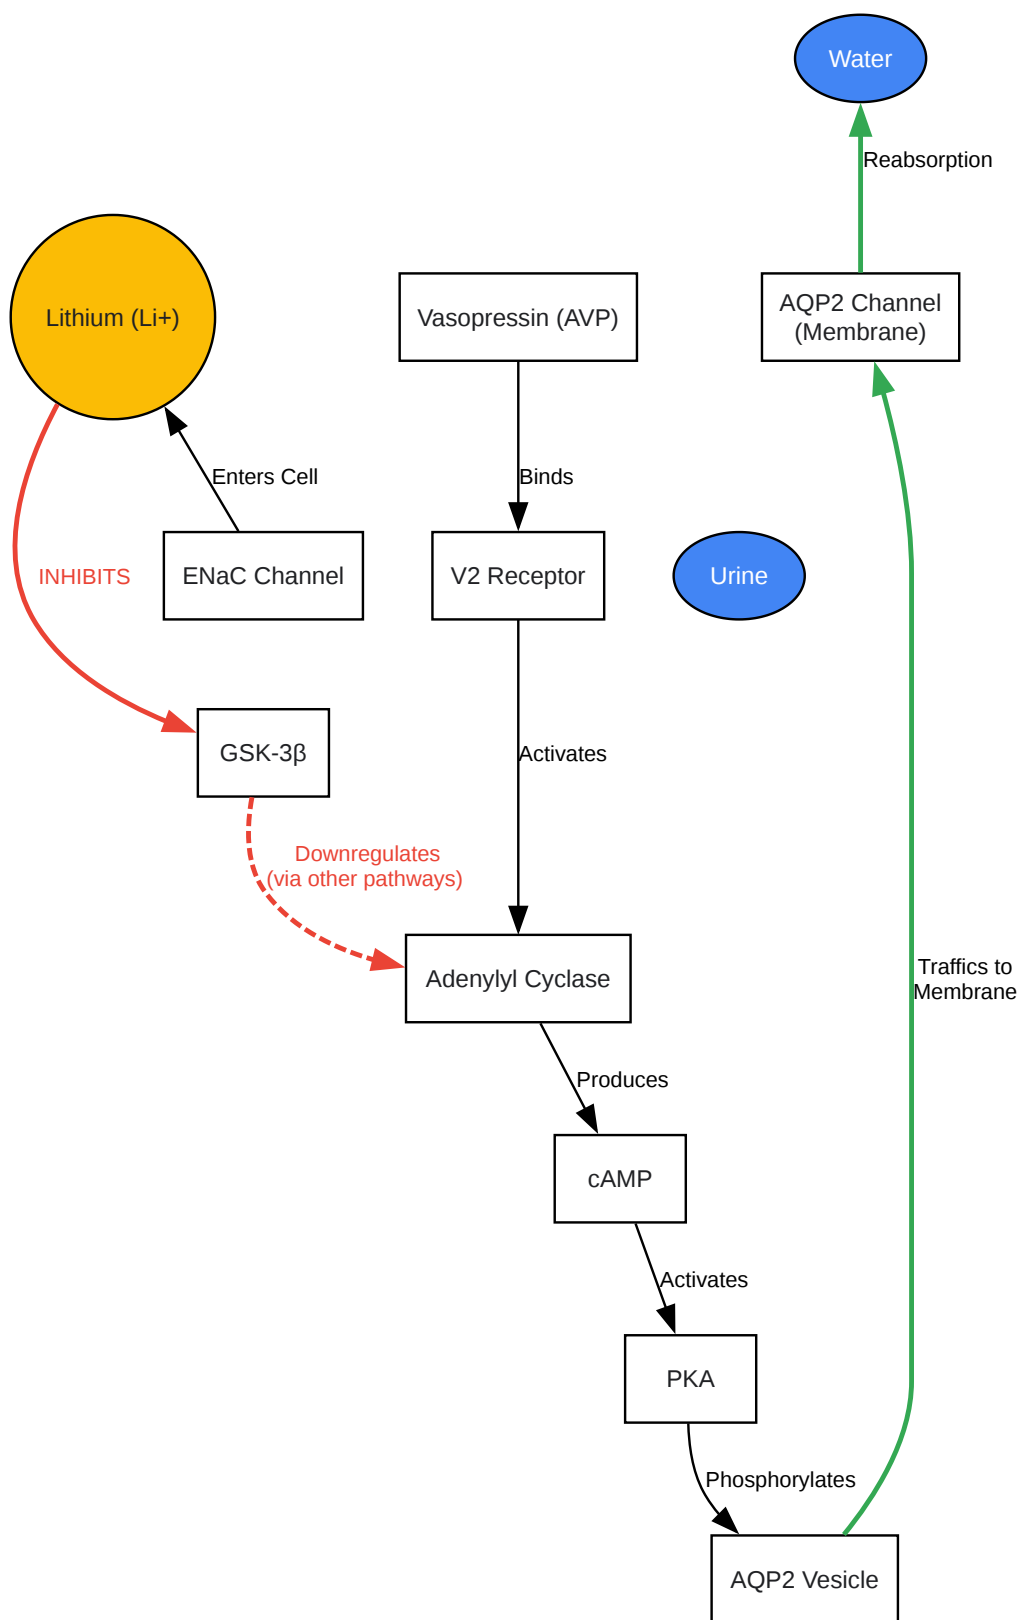 Water
Reabsorption
Lithium (Li+)
Vasopressin (AVP)
AQP2 Channel
(Membrane)
Enters Cell
Binds
INHIBITS
ENaC Channel
V2 Receptor
Urine
GSK-3β
Activates
Downregulates
(via other pathways)
Adenylyl Cyclase
Traffics to
Membrane
Produces
cAMP
Activates
PKA
Phosphorylates
AQP2 Vesicle